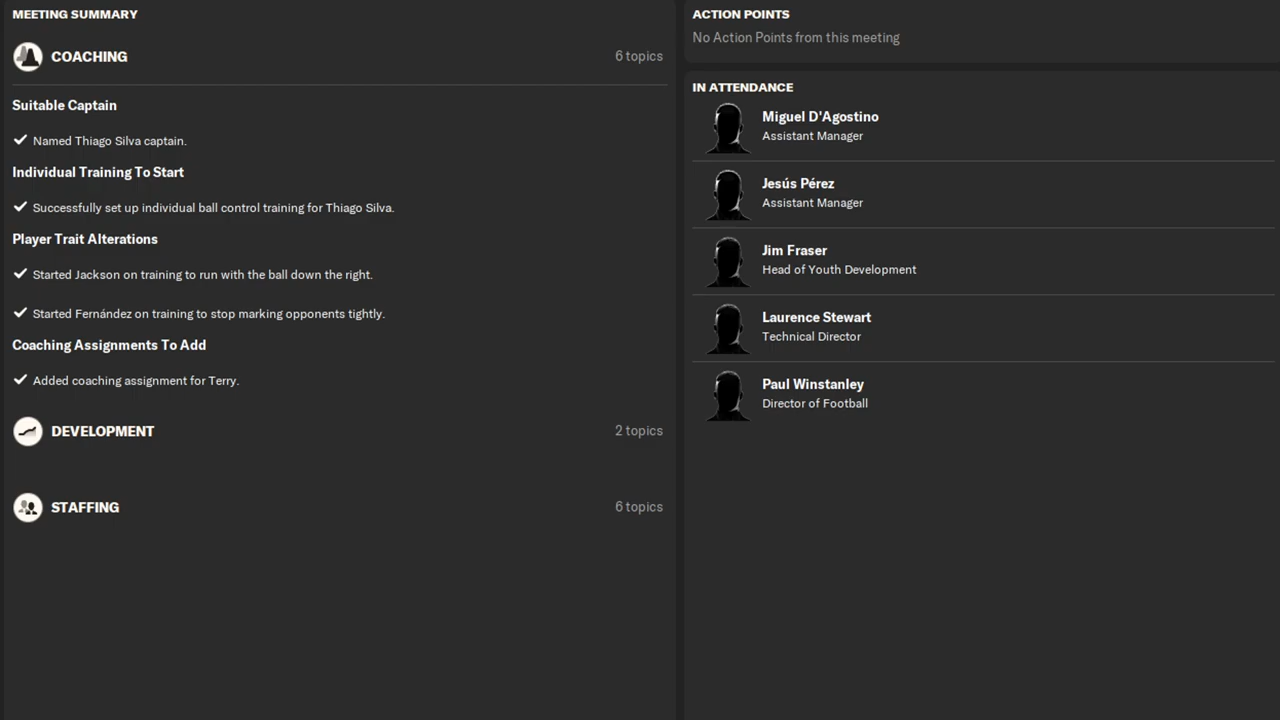 MEETING SUMMARY
COACHING
6 topics
Suitable Captain
Named Thiago Silva captain.
Individual Training To Start
Successfully set up individual ball control training for Thiago Silva.
Player Trait Alterations
Started Jackson on training to run with the ball down the right.
Started Fernández on training to stop marking opponents tightly.
Coaching Assignments To Add
Added coaching assignment for Terry.
DEVELOPMENT
2 topics
STAFFING
6 topics
ACTION POINTS
No Action Points from this meeting
IN ATTENDANCE
Miguel D'Agostino
Assistant Manager
Jesús Pérez
Assistant Manager
Jim Fraser
Head of Youth Development
Laurence Stewart
Technical Director
Paul Winstanley
Director of Football